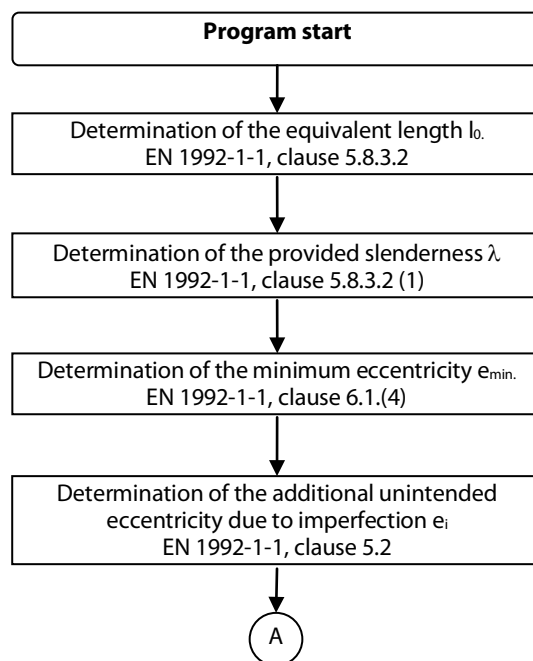 Program start
Determination of the equivalent length l0.
EN 1992-1-1, clause 5.8.3.2
Determination of the provided slenderness λ
EN 1992-1-1, clause 5.8.3.2 (1)
Determination of the minimum eccentricity emin.
EN 1992-1-1, clause 6.1.(4)
Determination of the additional unintended
eccentricity due to imperfection ei
EN 1992-1-1, clause 5.2
A